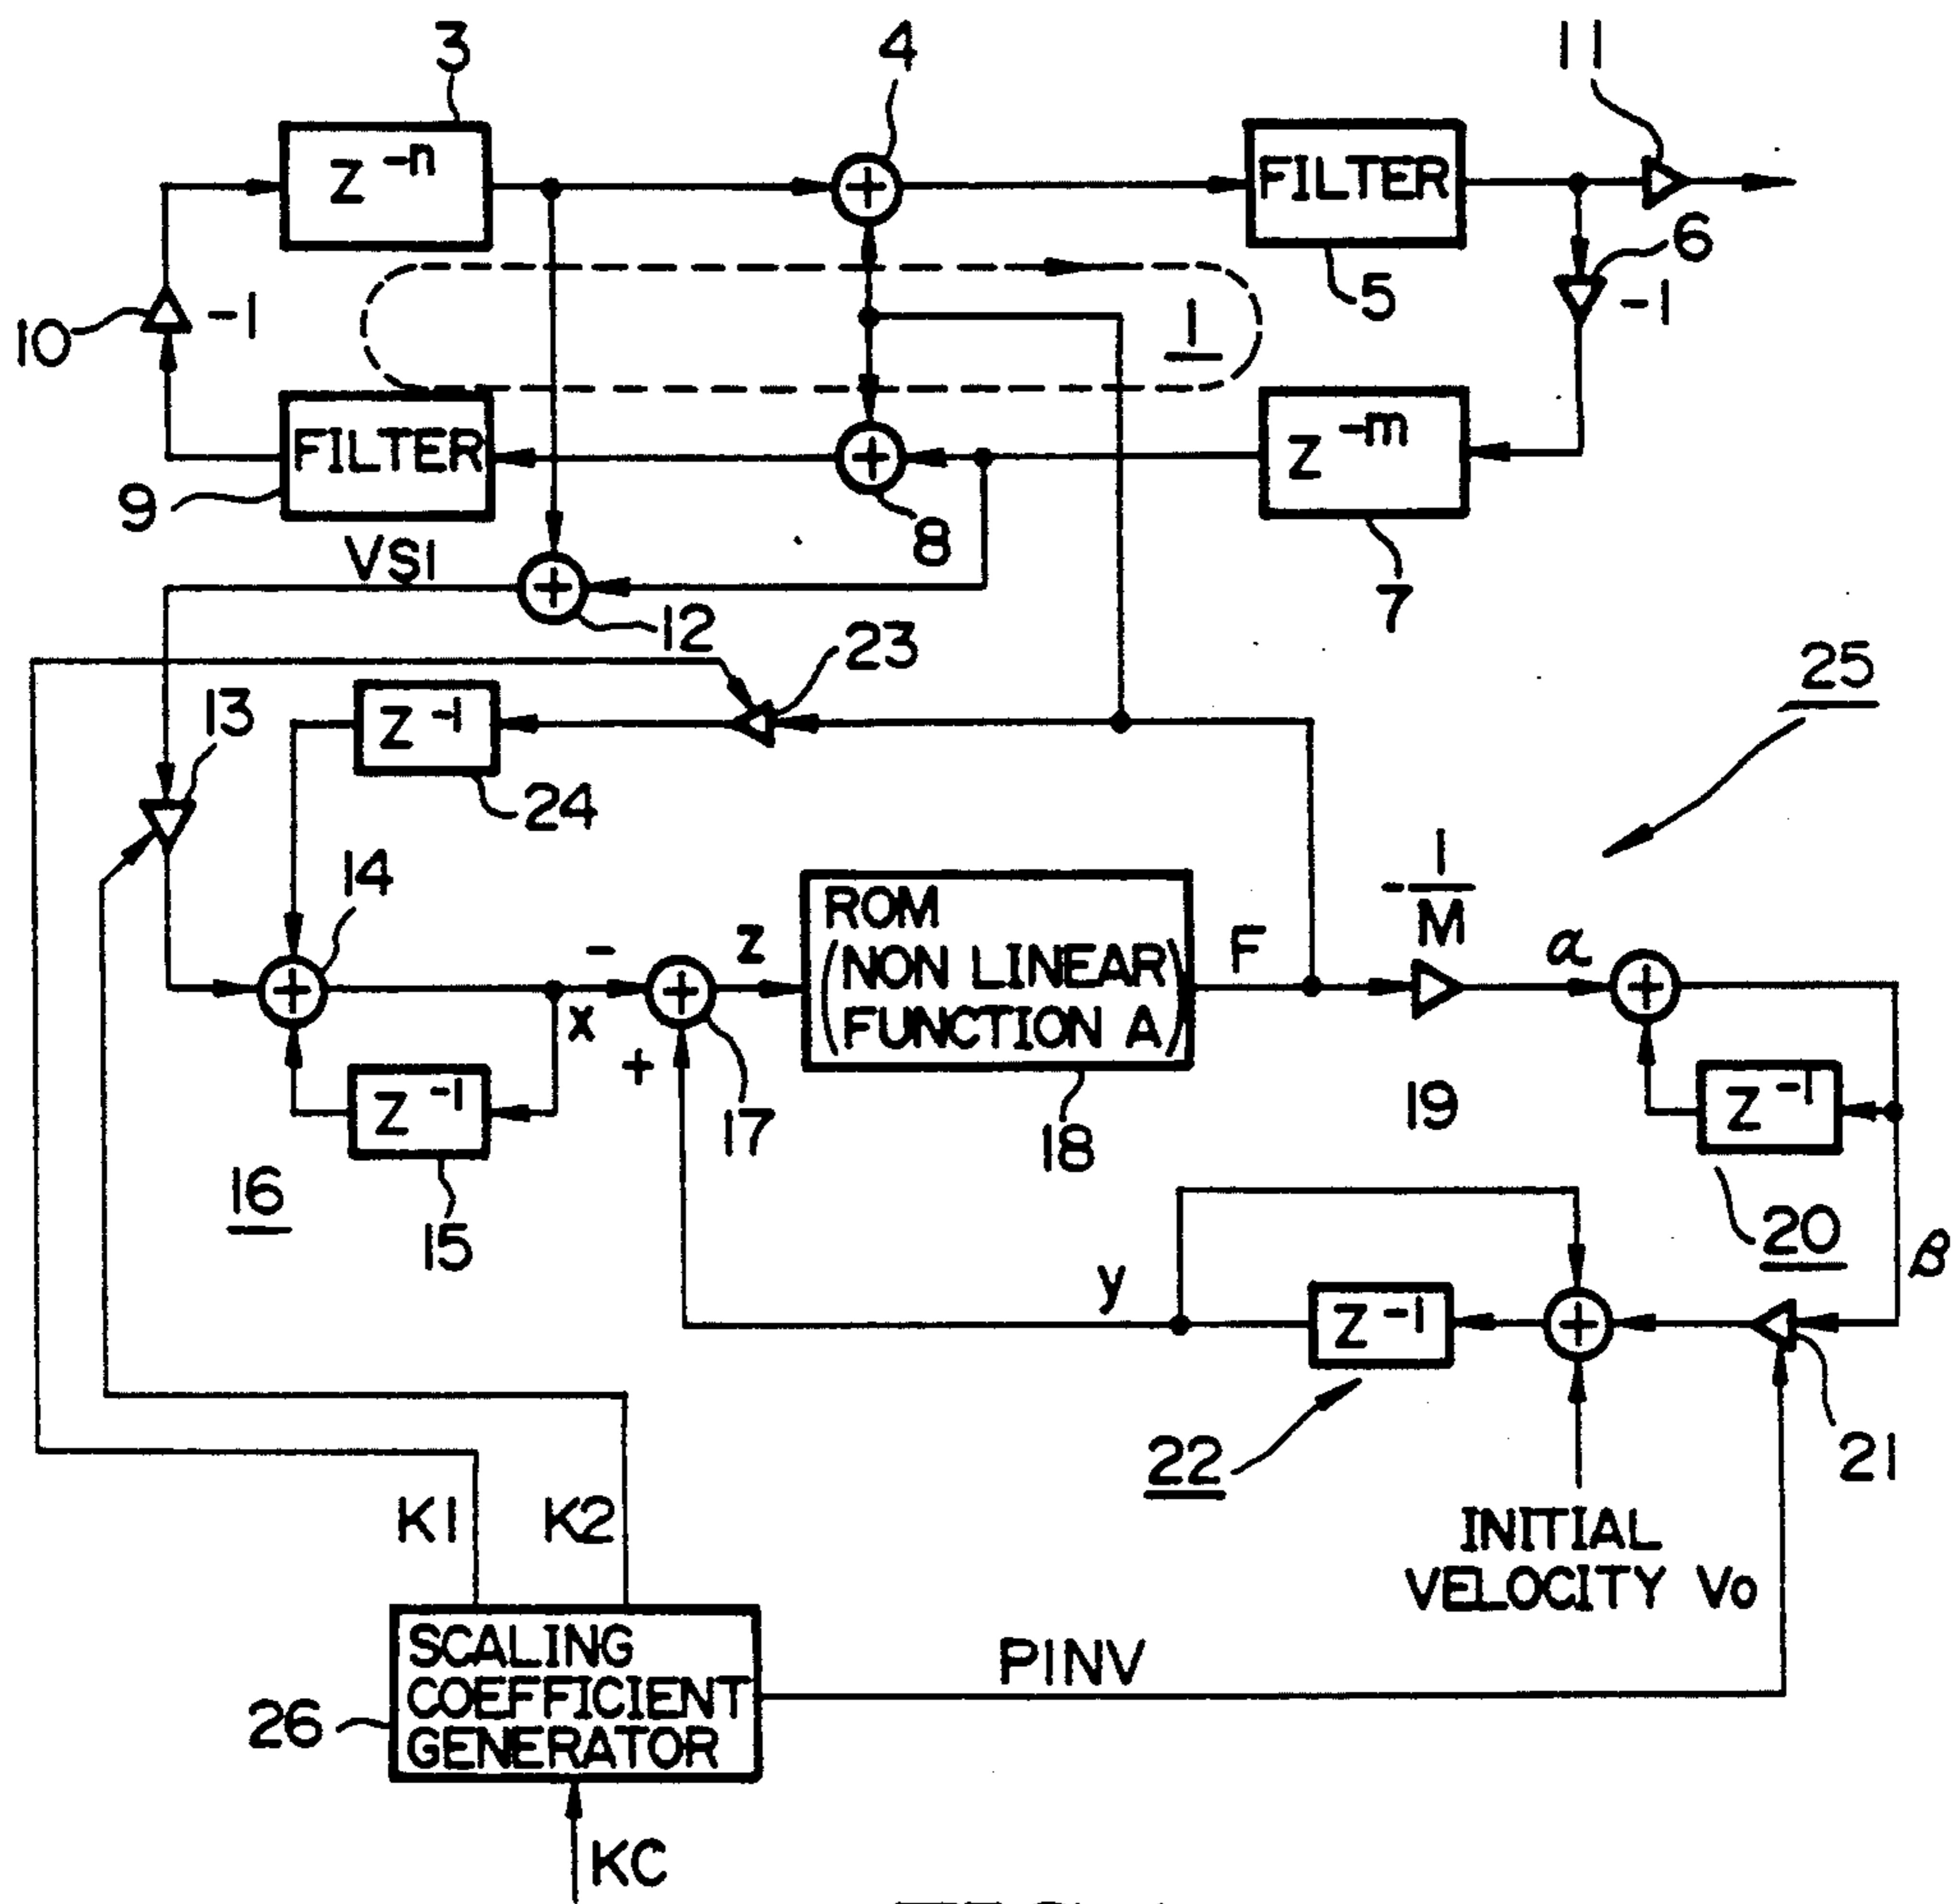 3
4
11
Z^-n
FILTER
6
5
-1
10
-1
1
FILTER
Z^-m
9
8
VS1
12
7
23
25
13
Z^-1
24
14
ROM
(NON LINEAR
FUNCTION A)
-1/M
F
α
-
Z
x
+
Z^-1
17
18
19
Z^-1
16
15
20
β
y
Z^-1
22
21
K1
K2
INITIAL
VELOCITY Vo
SCALING
COEFFICIENT
GENERATOR
PINV
26
KC